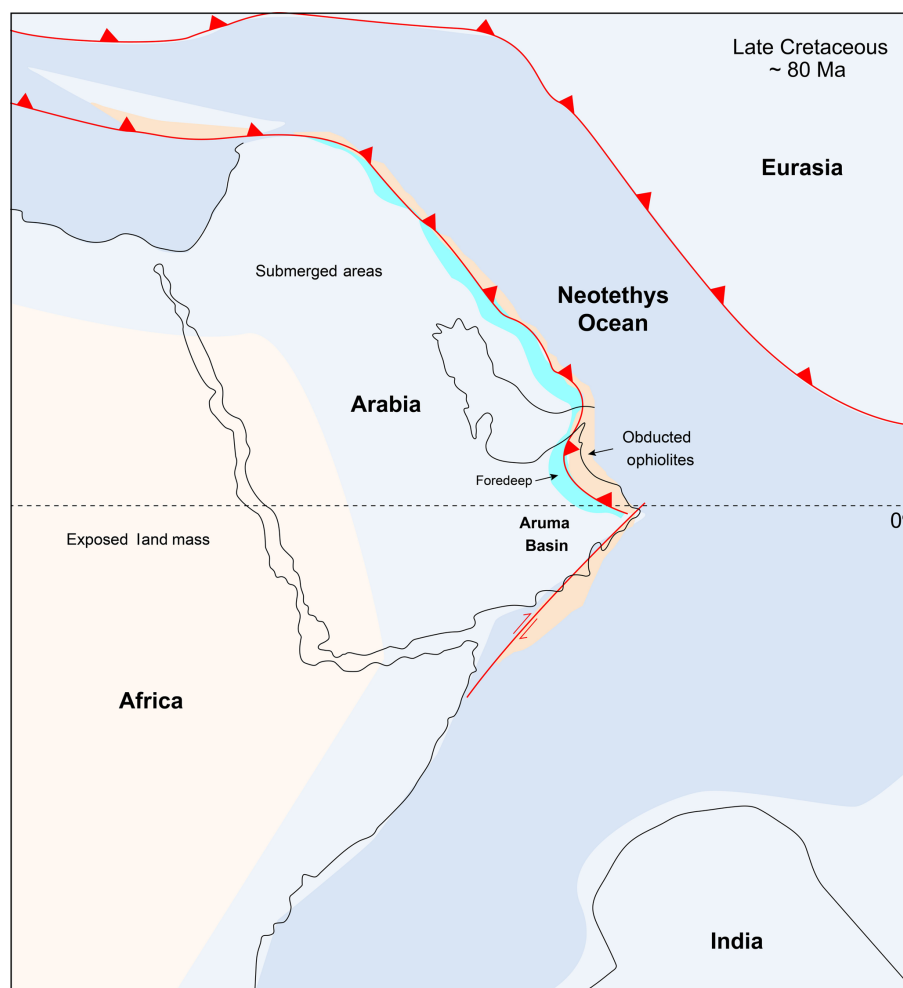 Late Cretaceous
~ 80 Ma
Eurasia
Submerged areas
Neotethys
Ocean
Arabia
Obducted
ophiolites
Foredeep
0°
Aruma
Basin
Exposed land mass
Africa
India